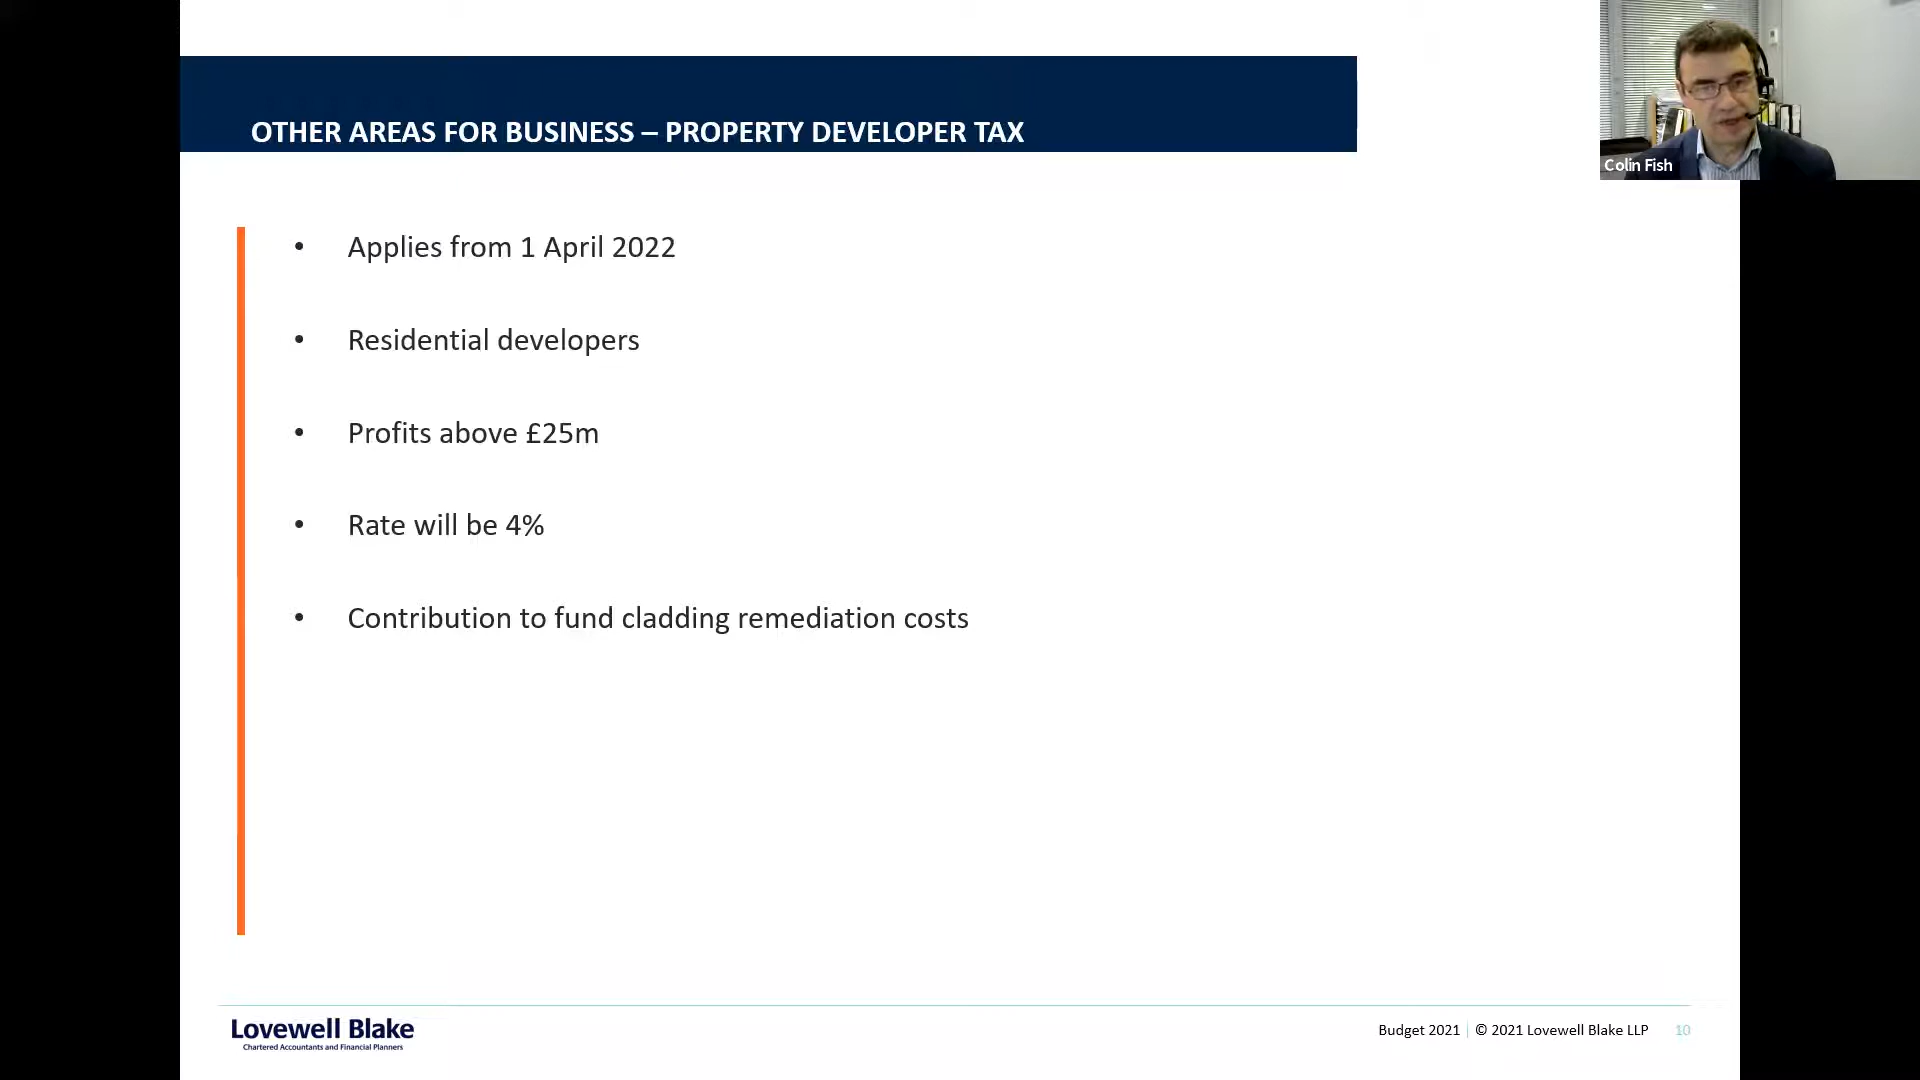 OTHER AREAS FOR BUSINESS – PROPERTY DEVELOPER TAX
Colin Fish
• Applies from 1 April 2022
• Residential developers
• Profits above £25m
• Rate will be 4%
• Contribution to fund cladding remediation costs
Lovewell Blake
Chartered Accountants and Financial Planners
Budget 2021 | © 2021 Lovewell Blake LLP 10